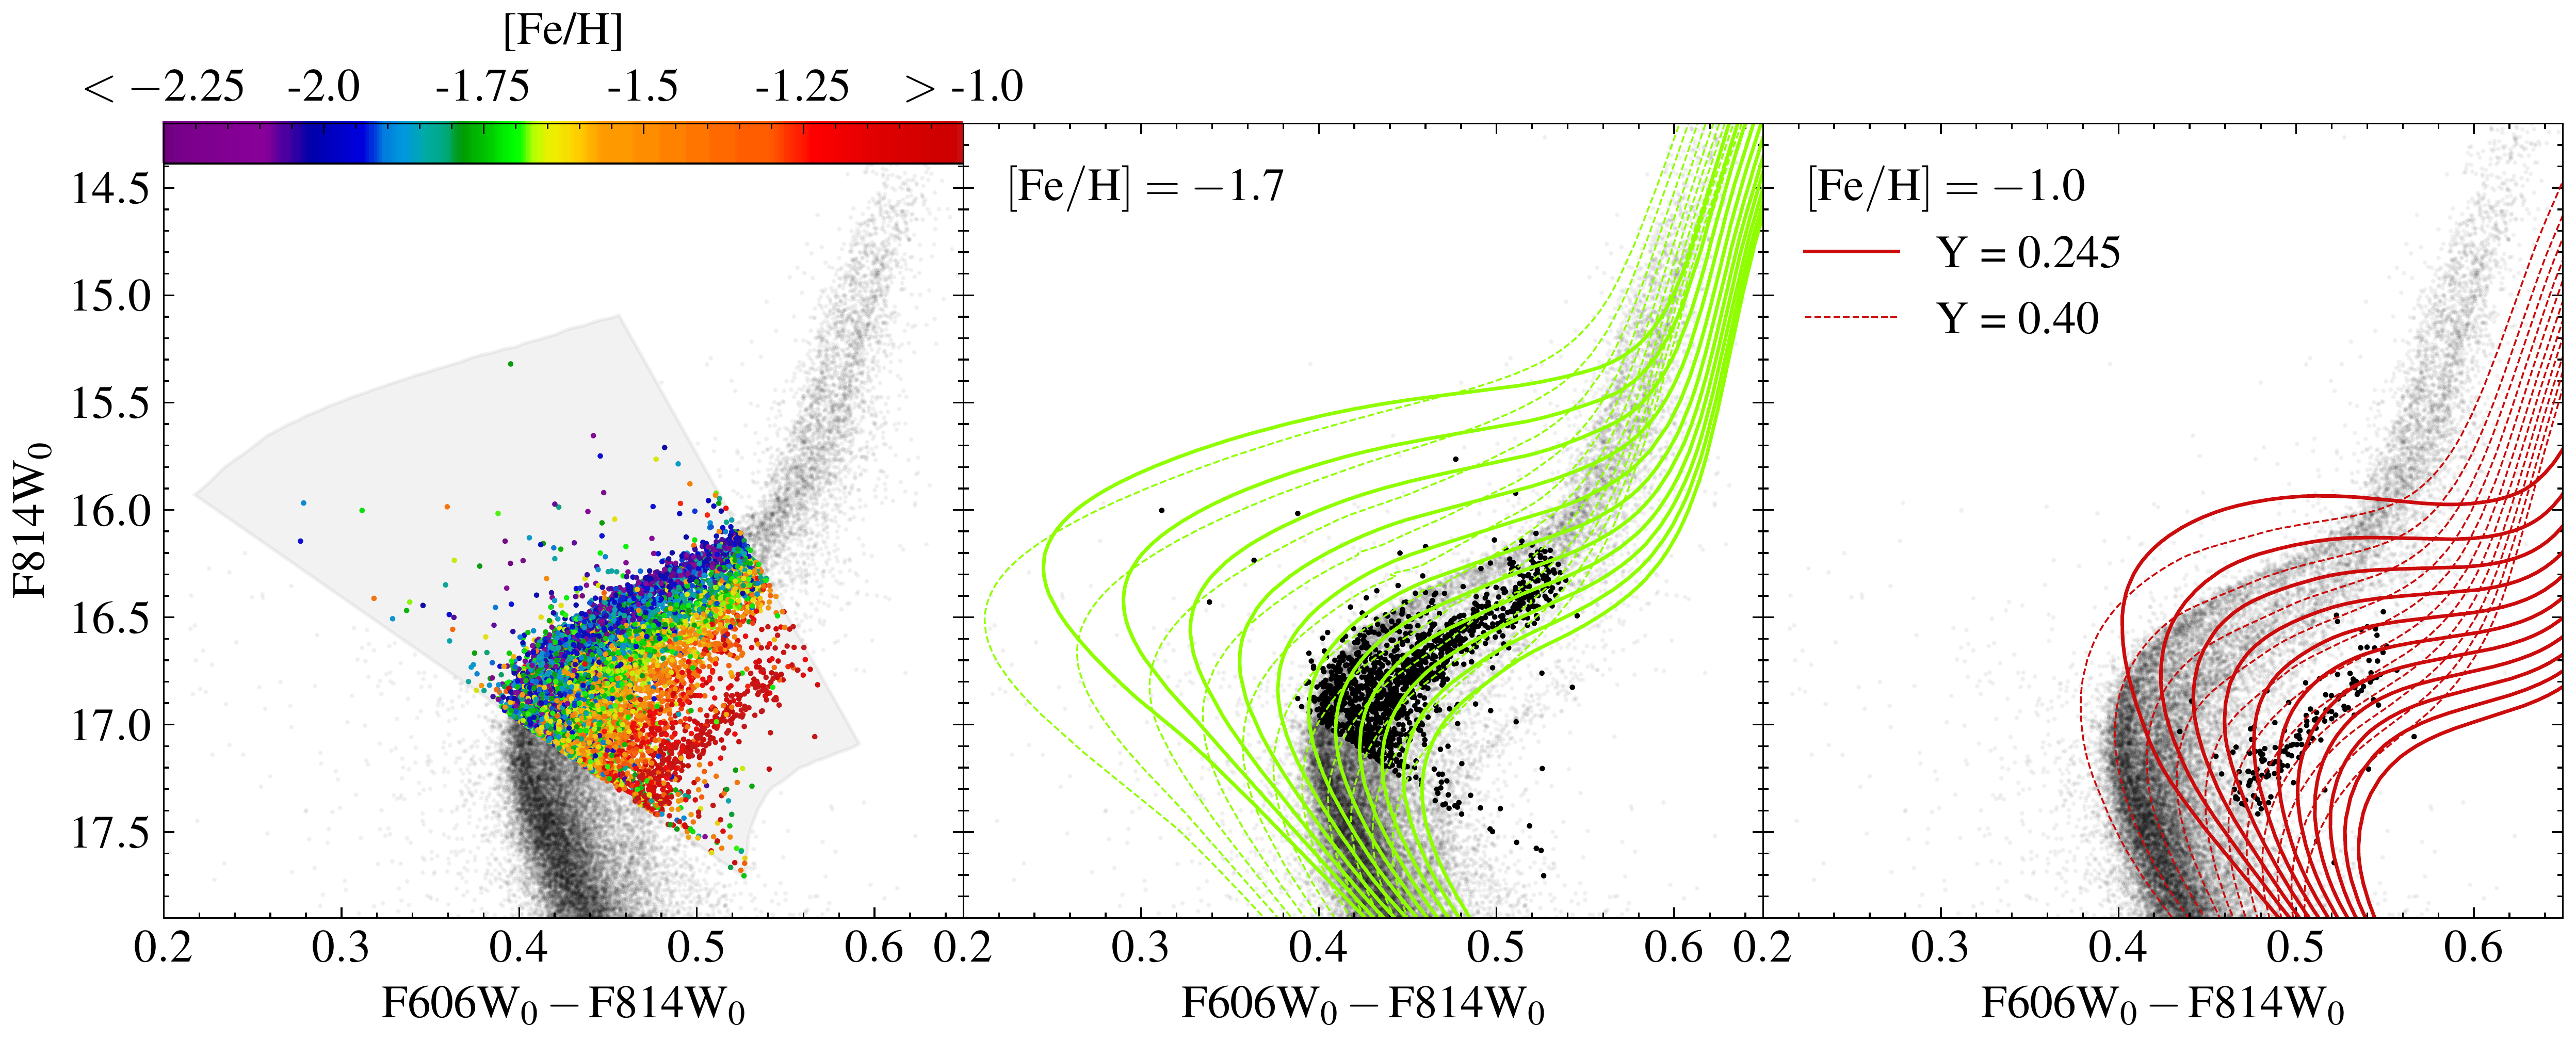 [Fe/H]
< −2.25 -2.0 -1.75 -1.5 -1.25 > -1.0
[Fe/H] = −1.7
[Fe/H] = −1.0
Y = 0.245
Y = 0.40
F814W₀
14.5
15.0
15.5
16.0
16.5
17.0
17.5
0.2 0.3 0.4 0.5 0.6 0.2 0.3 0.4 0.5 0.6 0.2 0.3 0.4 0.5 0.6
F606W₀ − F814W₀ F606W₀ − F814W₀ F606W₀ − F814W₀